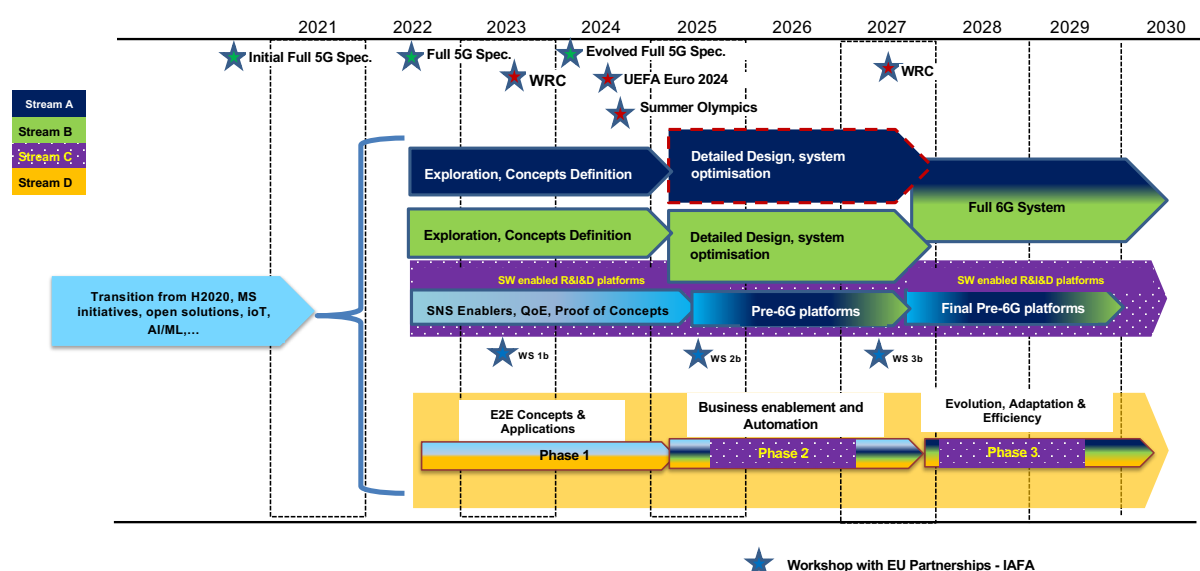 2021 2022 2023 2024 2025 2026 2027 2028 2029 2030
Initial Full 5G Spec.
Full 5G Spec.
Evolved Full 5G Spec.
WRC
UEFA Euro 2024
WRC
Summer Olympics
Stream A
Stream B
Stream C
Stream D
Exploration, Concepts Definition
Detailed Design, system
optimisation
Full 6G System
Exploration, Concepts Definition
Detailed Design, system
optimisation
SW enabled R&I&D platforms
SW enabled R&I&D platforms
Transition from H2020, MS
initiatives, open solutions, ioT,
AI/ML,...
SNS Enablers, QoE, Proof of Concepts
Pre-6G platforms
Final Pre-6G platforms
WS 1b
WS 2b
WS 3b
E2E Concepts &
Applications
Business enablement and
Automation
Evolution, Adaptation &
Efficiency
Phase 1
Phase 2
Phase 3.
Workshop with EU Partnerships - IAFA